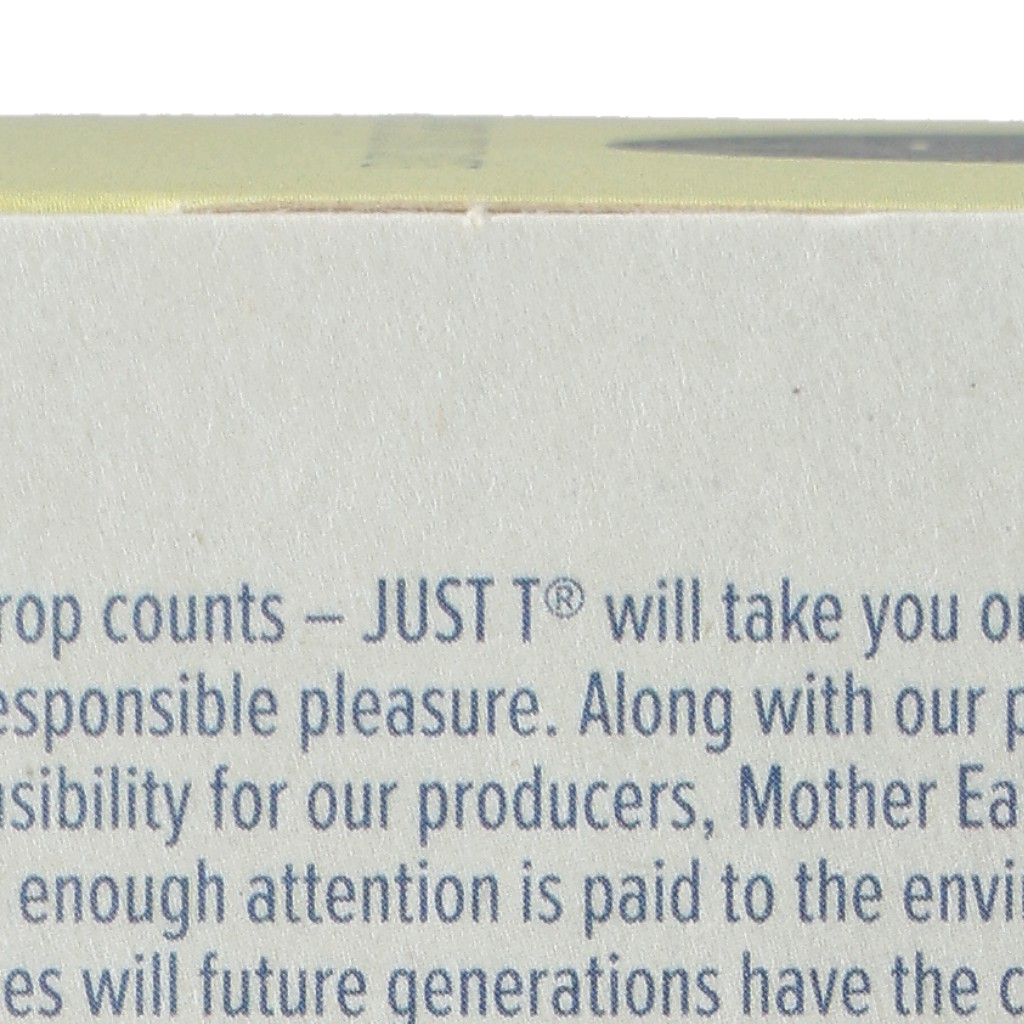 rop counts – JUST T® will take you o
esponsible pleasure. Along with our p
sibility for our producers, Mother Ea
enough attention is paid to the envi
es will future generations have the c